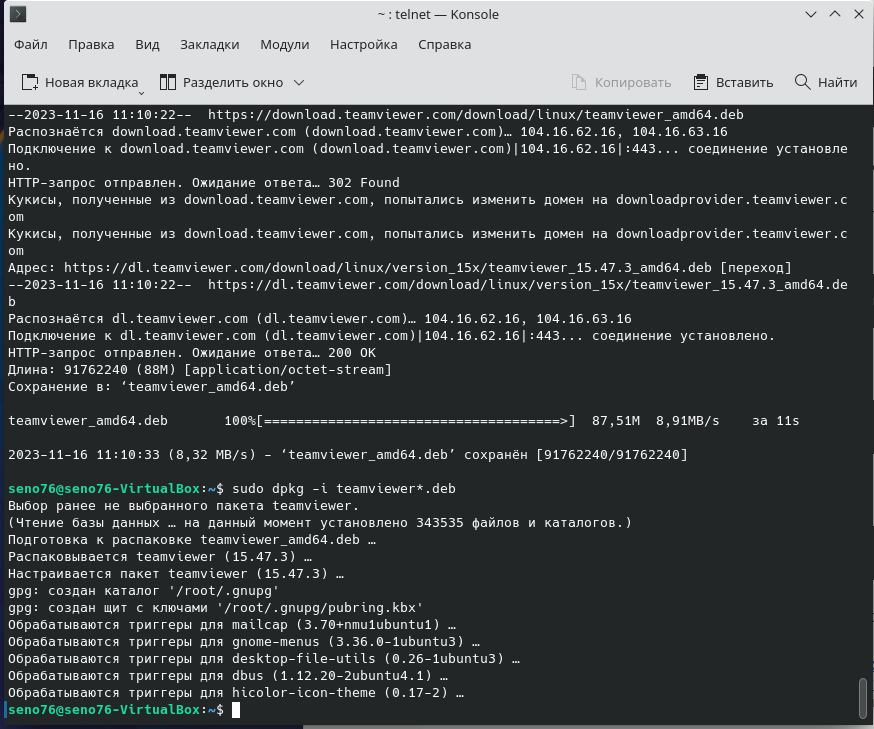 ~ : telnet — Konsole
Файл Правка Вид Закладки Модули Настройка Справка
Новая вкладка Разделить окно Копировать Вставить Найти
--2023-11-16 11:10:22-- https://download.teamviewer.com/download/linux/teamviewer_amd64.deb
Распознаётся download.teamviewer.com (download.teamviewer.com)… 104.16.62.16, 104.16.63.16
Подключение к download.teamviewer.com (download.teamviewer.com)|104.16.62.16|:443... соединение установле
но.
HTTP-запрос отправлен. Ожидание ответа… 302 Found
Кукисы, полученные из download.teamviewer.com, попытались изменить домен на downloadprovider.teamviewer.c
om
Кукисы, полученные из download.teamviewer.com, попытались изменить домен на downloadprovider.teamviewer.c
om
Адрес: https://dl.teamviewer.com/download/linux/version_15x/teamviewer_15.47.3_amd64.deb [переход]
--2023-11-16 11:10:22-- https://dl.teamviewer.com/download/linux/version_15x/teamviewer_15.47.3_amd64.de
b
Распознаётся dl.teamviewer.com (dl.teamviewer.com)… 104.16.62.16, 104.16.63.16
Подключение к dl.teamviewer.com (dl.teamviewer.com)|104.16.62.16|:443... соединение установлено.
HTTP-запрос отправлен. Ожидание ответа… 200 OK
Длина: 91762240 (88M) [application/octet-stream]
Сохранение в: ‘teamviewer_amd64.deb’
teamviewer_amd64.deb 100%[=====================================>] 87,51M 8,91MB/s за 11s
2023-11-16 11:10:33 (8,32 MB/s) - ‘teamviewer_amd64.deb’ сохранён [91762240/91762240]
seno76@seno76-VirtualBox:~$ sudo dpkg -i teamviewer*.deb
Выбор ранее не выбранного пакета teamviewer.
(Чтение базы данных … на данный момент установлено 343535 файлов и каталогов.)
Подготовка к распаковке teamviewer_amd64.deb …
Распаковывается teamviewer (15.47.3) …
Настраивается пакет teamviewer (15.47.3) …
gpg: создан каталог '/root/.gnupg'
gpg: создан щит с ключами '/root/.gnupg/pubring.kbx'
Обрабатываются триггеры для mailcap (3.70+nmu1ubuntu1) …
Обрабатываются триггеры для gnome-menus (3.36.0-1ubuntu3) …
Обрабатываются триггеры для desktop-file-utils (0.26-1ubuntu3) …
Обрабатываются триггеры для dbus (1.12.20-2ubuntu4.1) …
Обрабатываются триггеры для hicolor-icon-theme (0.17-2) …
seno76@seno76-VirtualBox:~$